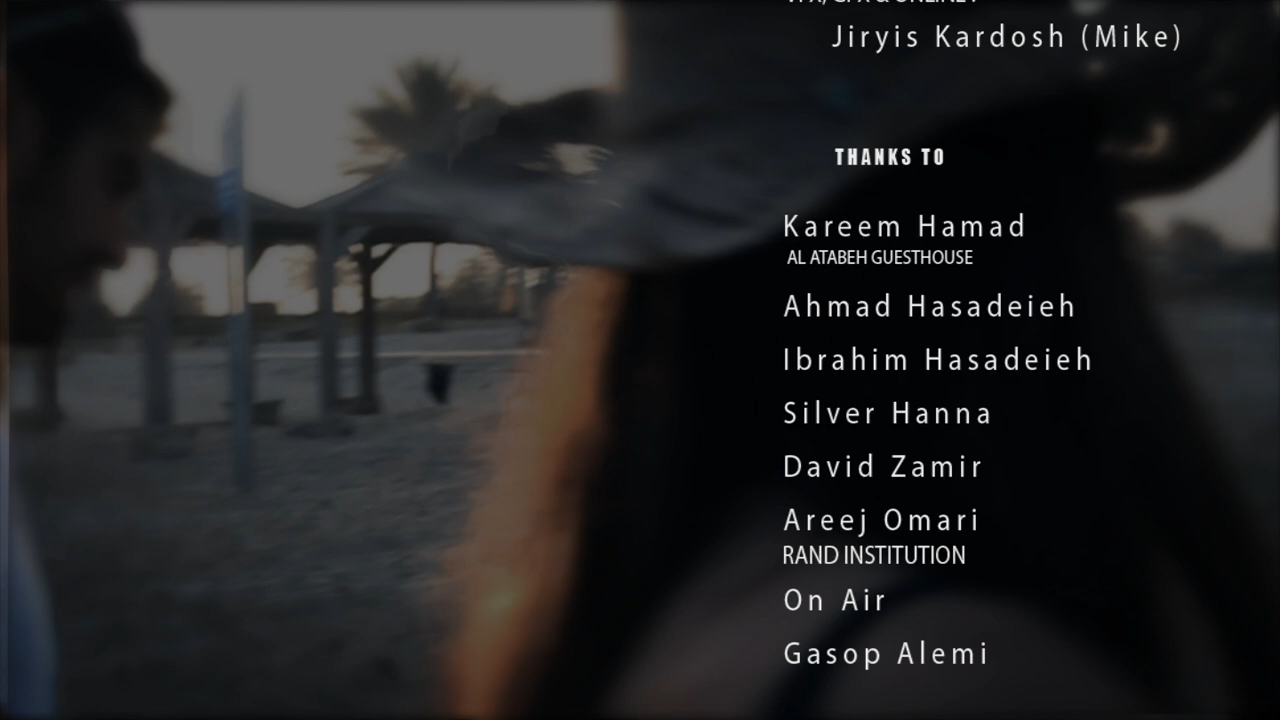 Jiryis Kardosh (Mike)
THANKS TO
Kareem Hamad
AL ATABEH GUESTHOUSE
Ahmad Hasadeieh
Ibrahim Hasadeieh
Silver Hanna
David Zamir
Areej Omari
RAND INSTITUTION
On Air
Gasop Alemi